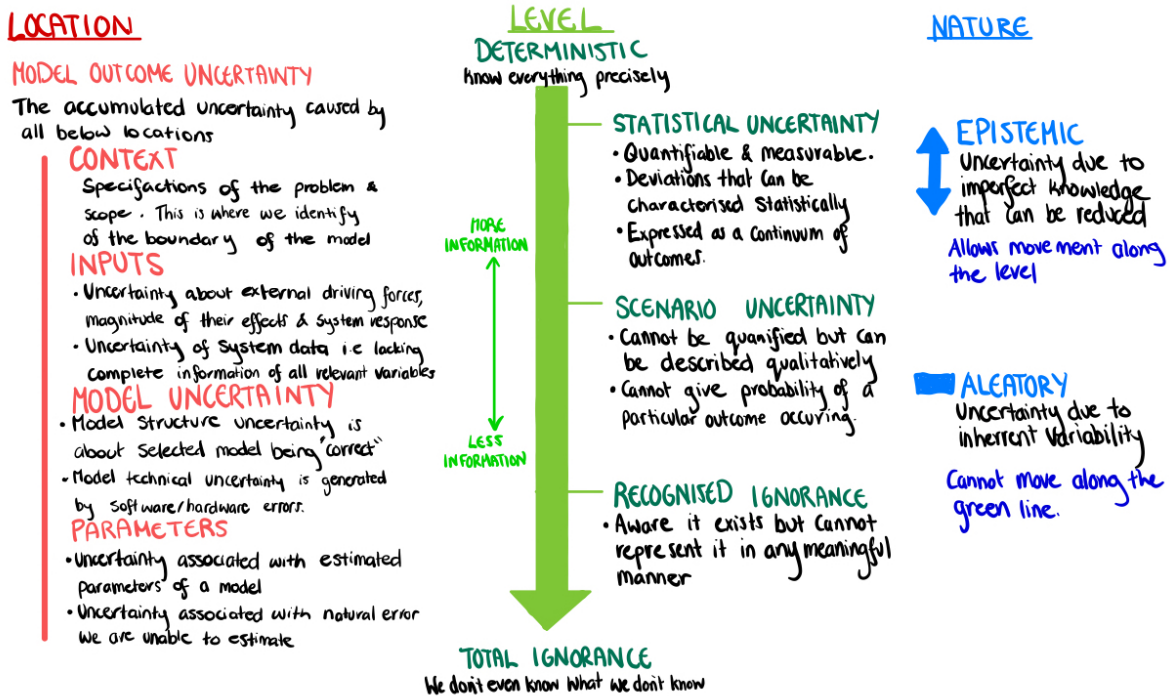 LOCATION
MODEL OUTCOME UNCERTAINTY
The accumulated uncertainty caused by
all below locations
CONTEXT
Specifactions of the problem &
scope. This is where we identify
of the boundary of the model
INPUTS
• Uncertainty about external driving forces,
magnitude of their effects & system response
• Uncertainty of system data i.e lacking
complete information of all relevant variables
MODEL UNCERTAINTY
• Model Structure uncertainty is
about selected model being "correct"
• Model technical uncertainty is generated
by software/hardware errors.
PARAMETERS
• Uncertainty associated with estimated
parameters of a model
• Uncertainty associated with natural error
we are unable to estimate
LEVEL
DETERMINISTIC
Know everything precisely
MORE
INFORMATION
LESS
INFORMATION
STATISTICAL UNCERTAINTY
• Quantifiable & measurable.
• Deviations that can be
characterised statistically
• Expressed as a continuum of
outcomes.
SCENARIO UNCERTAINTY
• Cannot be quanified but can
be described qualitatively
• Cannot give probability of a
particular outcome occuring.
RECOGNISED IGNORANCE
• Aware it exists but cannot
represent it in any meaningful
manner
TOTAL IGNORANCE
We don't even know what we don't know
NATURE
EPISTEMIC
Uncertainty due to
imperfect knowledge
that can be reduced
Allows movement along
the level
ALEATORY
Uncertainty due to
inherrent variability
Cannot move along the
green line.